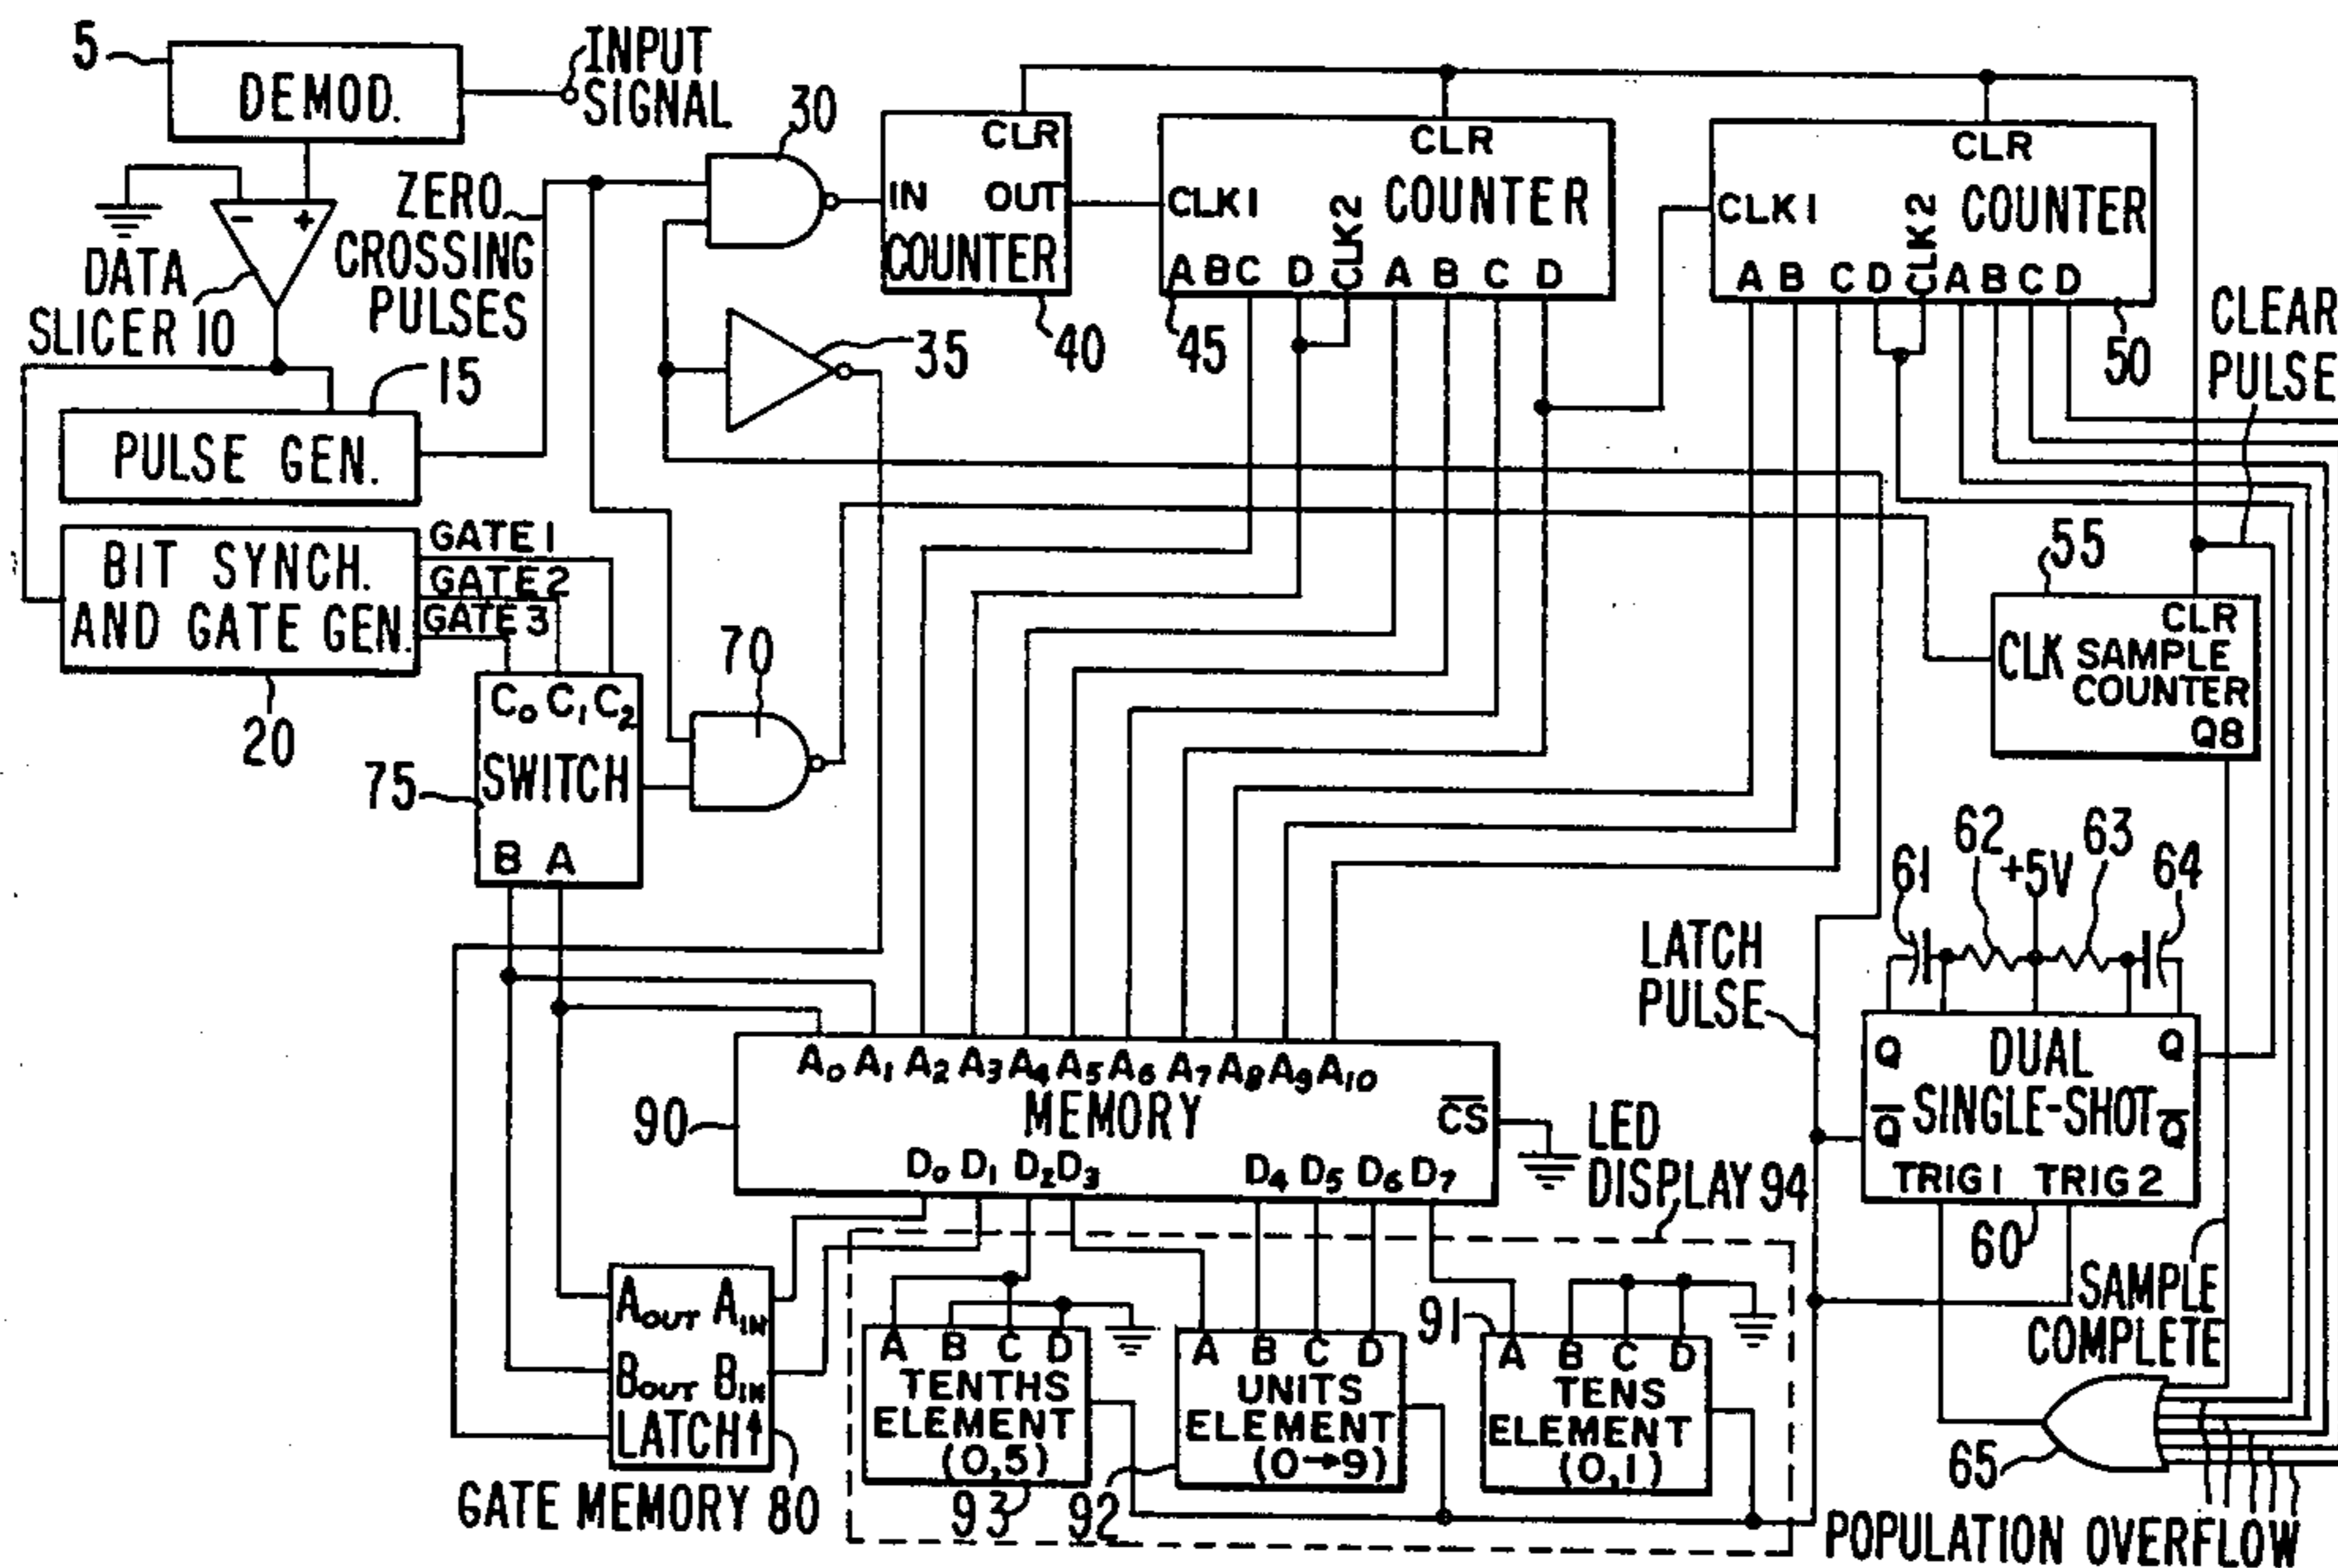 5
DEMOD.
INPUT
SIGNAL
− +
DATA
SLICER 10
ZERO
CROSSING
PULSES
15
PULSE GEN.
BIT SYNCH.
AND GATE GEN.
20
GATE 1
GATE 2
GATE 3
C₀ C₁ C₂
SWITCH
B A
75
70
30
35
CLR
IN OUT
COUNTER
40
CLR
CLK1 COUNTER
A B C D CLK2 A B C D
45
CLR
CLK1 COUNTER
A B C D CLK2 A B C D
50
CLEAR
PULSE
55
CLR
CLK SAMPLE
COUNTER
Q8
61 62 +5V 63 64
LATCH
PULSE
Q DUAL Q
Q̅ SINGLE-SHOT Q̅
TRIG 1 TRIG 2
60
SAMPLE
COMPLETE
65
POPULATION OVERFLOW
A₀ A₁ A₂ A₃ A₄ A₅ A₆ A₇ A₈ A₉ A₁₀
MEMORY
C̅S̅
D₀ D₁ D₂ D₃ D₄ D₅ D₆ D₇
90
LED
DISPLAY 94
AOUT AIN
BOUT BIN
LATCH↑
GATE MEMORY 80
A B C D
TENTHS
ELEMENT
(0,5)
93
A B C D
UNITS
ELEMENT
(0→9)
92
91
A B C D
TENS
ELEMENT
(0,1)